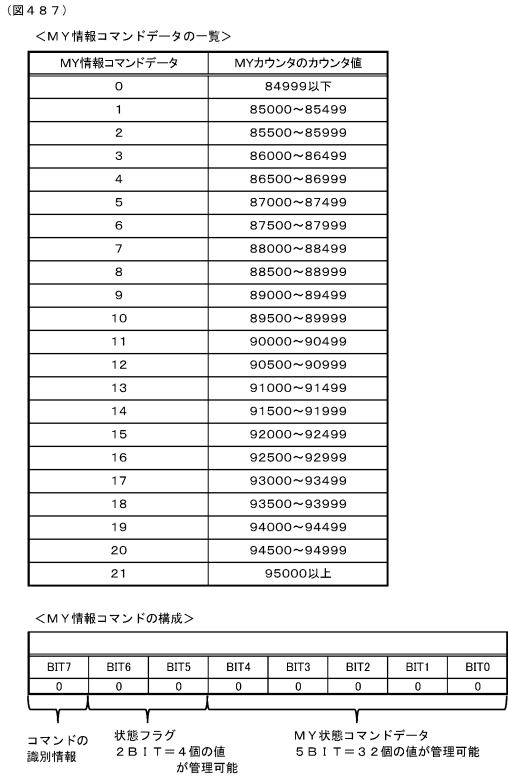 （図４８７）
＜ＭＹ情報コマンドデータの一覧＞
MY情報コマンドデータ MYカウンタのカウンタ値
0 84999以下
1 85000～85499
2 85500～85999
3 86000～86499
4 86500～86999
5 87000～87499
6 87500～87999
7 88000～88499
8 88500～88999
9 89000～89499
10 89500～89999
11 90000～90499
12 90500～90999
13 91000～91499
14 91500～91999
15 92000～92499
16 92500～92999
17 93000～93499
18 93500～93999
19 94000～94499
20 94500～94999
21 95000以上
＜ＭＹ情報コマンドの構成＞
BIT7 BIT6 BIT5 BIT4 BIT3 BIT2 BIT1 BIT0
0 0 0 0 0 0 0 0
コマンドの
識別情報
状態フラグ
２ＢＩＴ＝４個の値
が管理可能
ＭＹ状態コマンドデータ
５ＢＩＴ＝３２個の値が管理可能